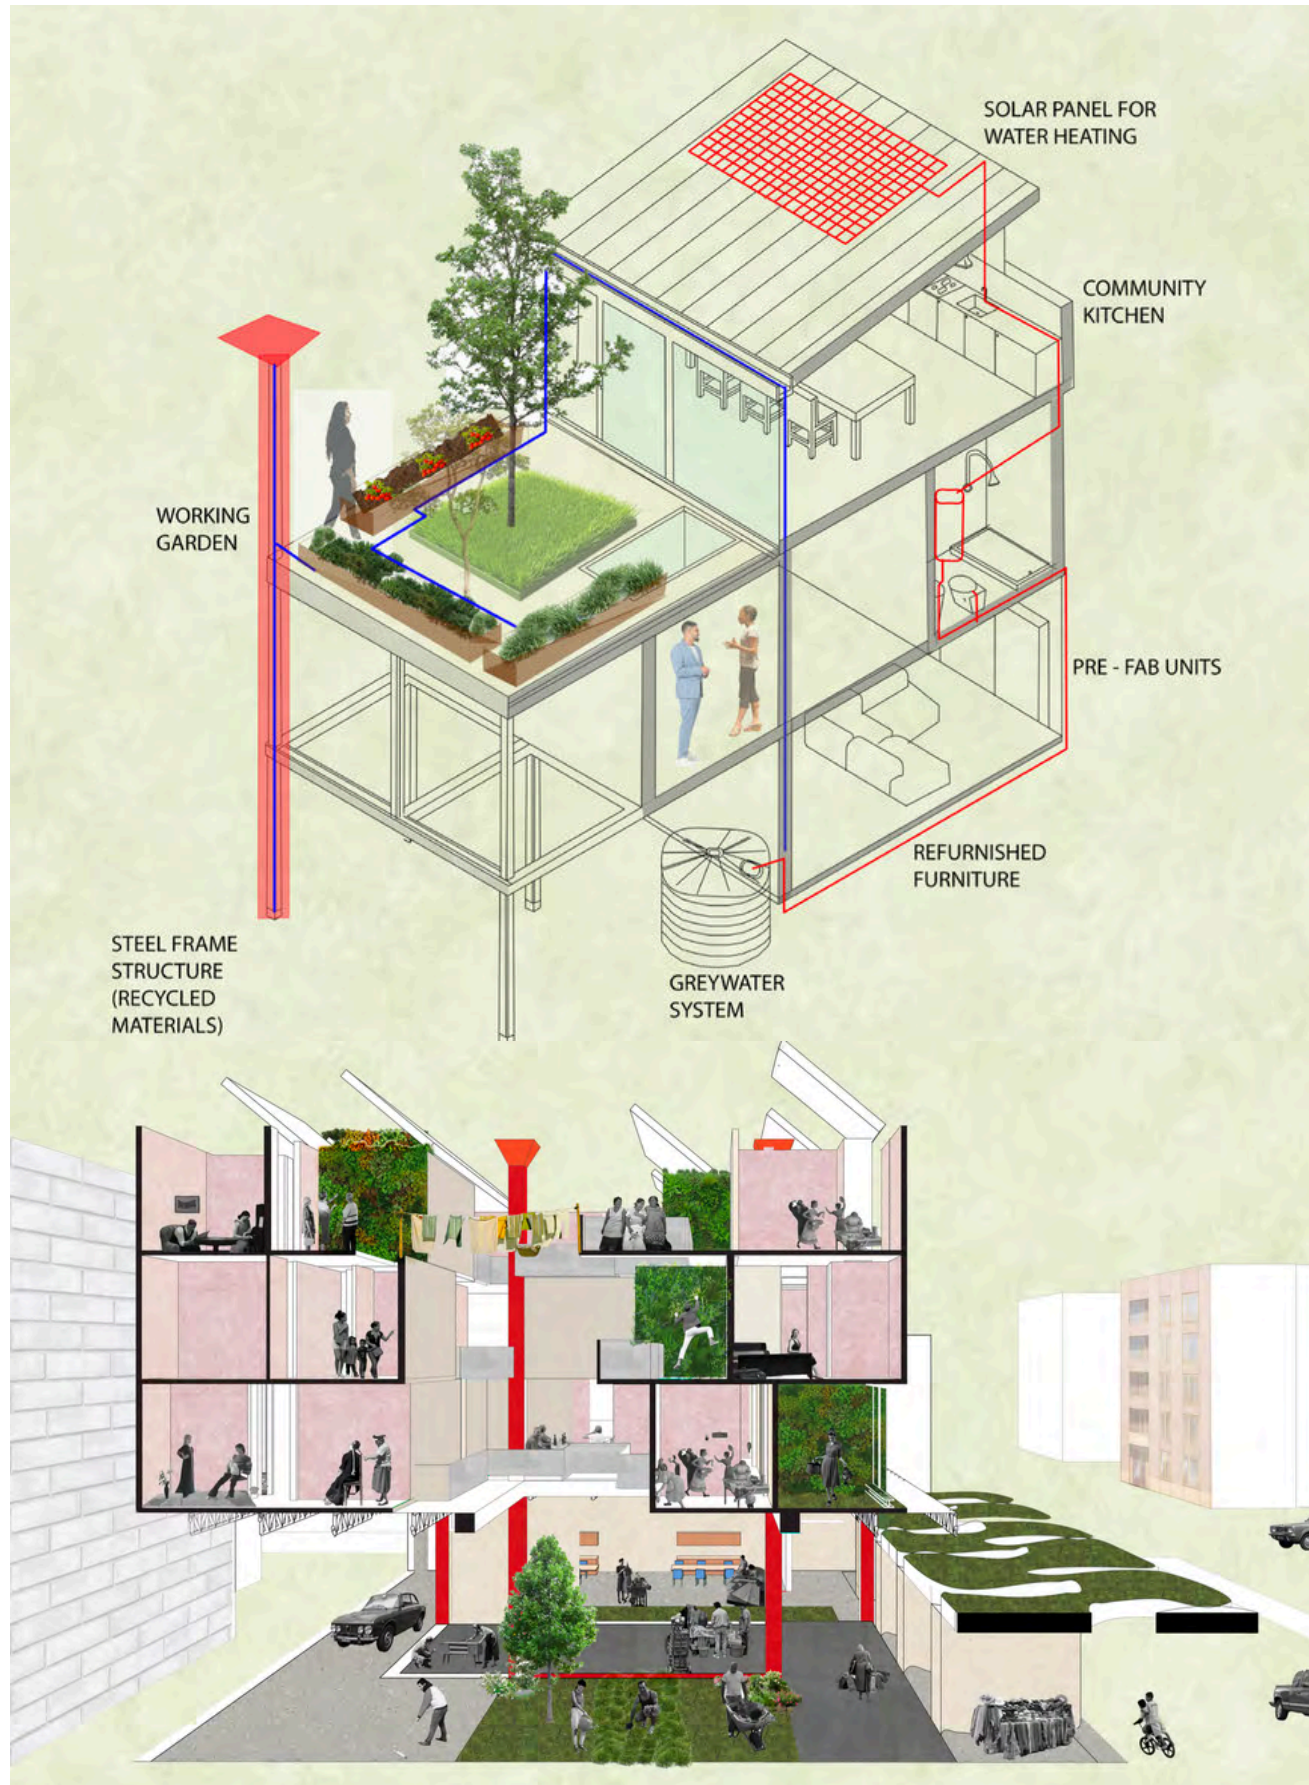 SOLAR PANEL FOR
WATER HEATING
COMMUNITY
KITCHEN
WORKING
GARDEN
PRE - FAB UNITS
REFURNISHED
FURNITURE
STEEL FRAME
STRUCTURE
(RECYCLED
MATERIALS)
GREYWATER
SYSTEM